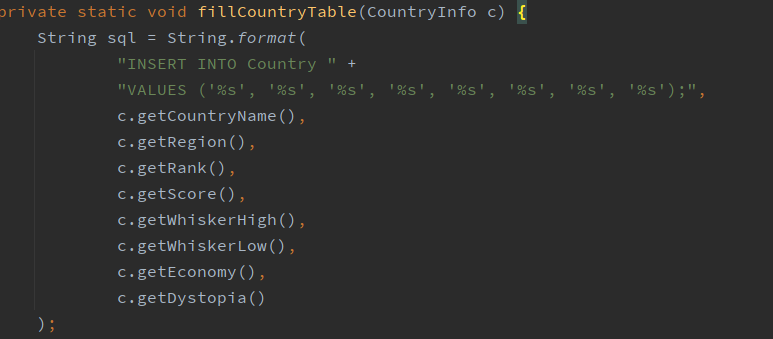 private static void fillCountryTable(CountryInfo c) {
String sql = String.format(
"INSERT INTO Country " +
"VALUES ('%s', '%s', '%s', '%s', '%s', '%s', '%s', '%s');",
c.getCountryName(),
c.getRegion(),
c.getRank(),
c.getScore(),
c.getWhiskerHigh(),
c.getWhiskerLow(),
c.getEconomy(),
c.getDystopia()
);